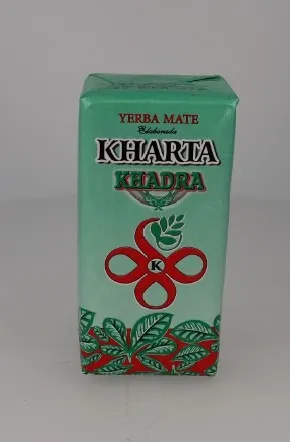 YERBA MATE
Elaborada
KHARTA
KHADRA
K